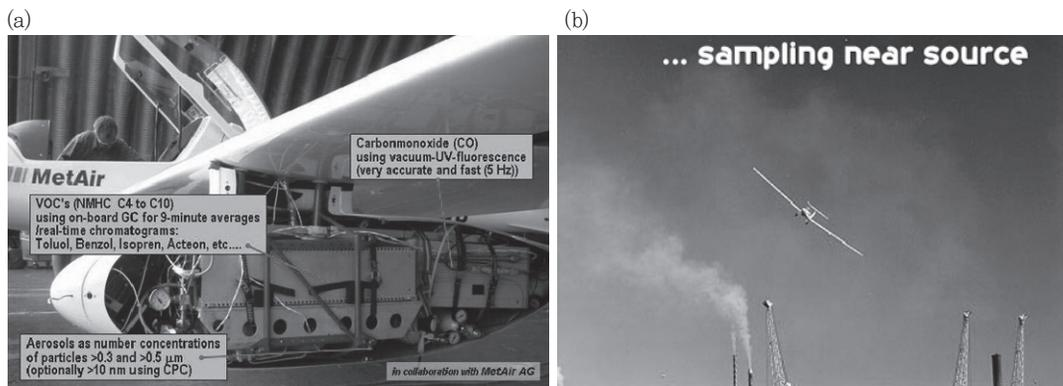 (a)
MetAir
Carbonmonoxide (CO)
using vacuum-UV-fluorescence
(very accurate and fast (5 Hz))
VOC's (NMHC C4 to C10)
using on-board GC for 9-minute averages
/real-time chromatograms:
Toluol, Benzol, Isopren, Acteon, etc....
Aerosols as number concentrations
of particles >0.3 and >0.5 µm
(optionally >10 nm using CPC)
in collaboration with MetAir AG
(b)
... sampling near source